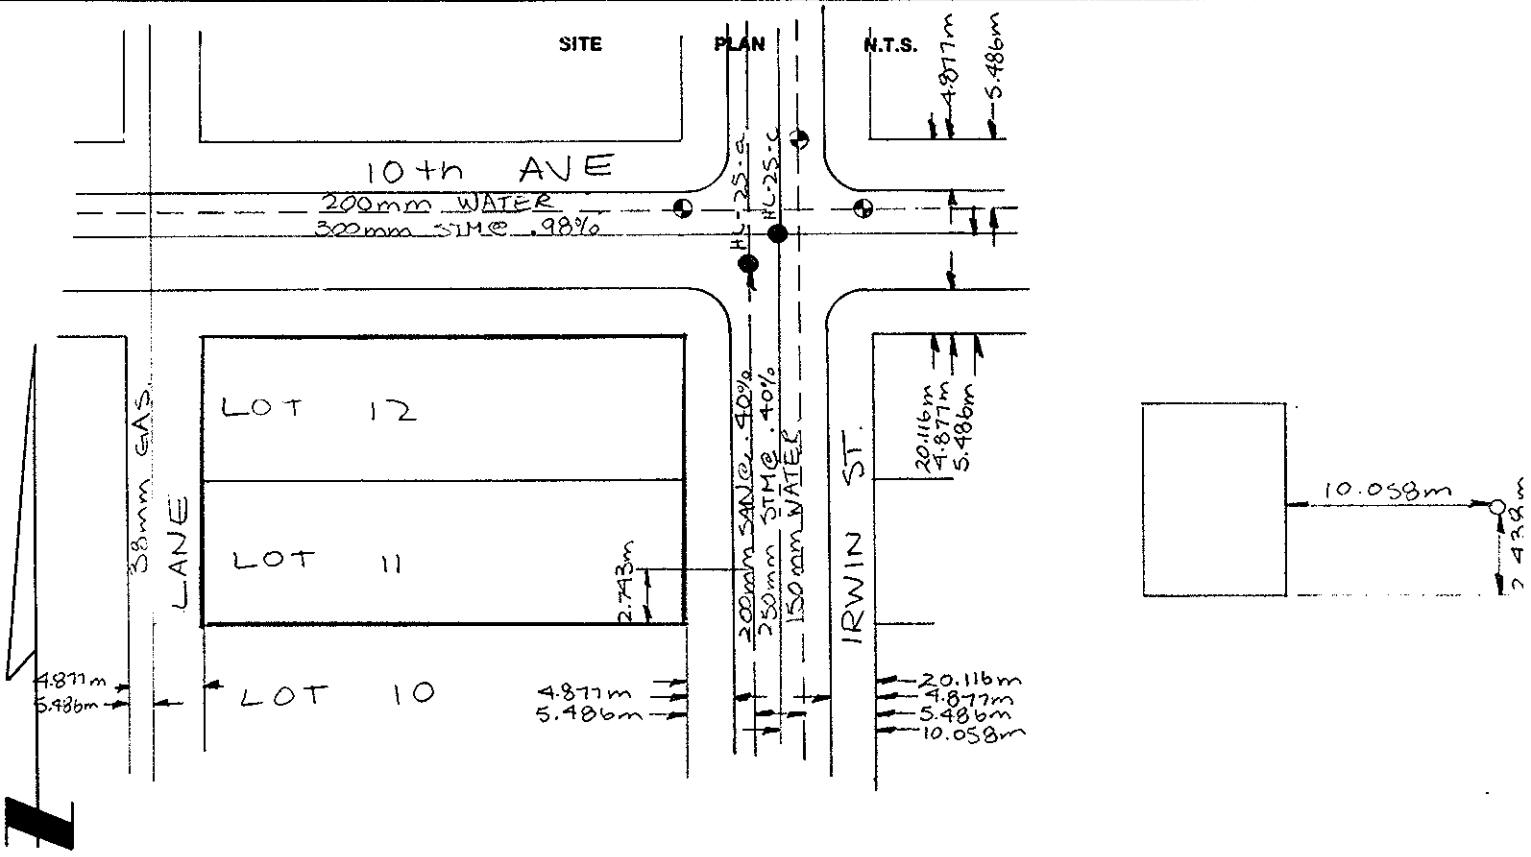 SITE PLAN N.T.S.
4.877m
5.486m
10th AVE
200mm WATER
300mm STM@ .98%
HL-25-a
HL-25-c
38mm GAS
LANE
LOT 12
LOT 11
2.743m
200mm SAN@ .40%
250mm STM@ .40%
150mm WATER
IRWIN ST.
20.116m
4.877m
5.486m
10.058m
2.438m
4.877m
5.486m
LOT 10
4.877m
5.486m
20.116m
4.877m
5.486m
10.058m